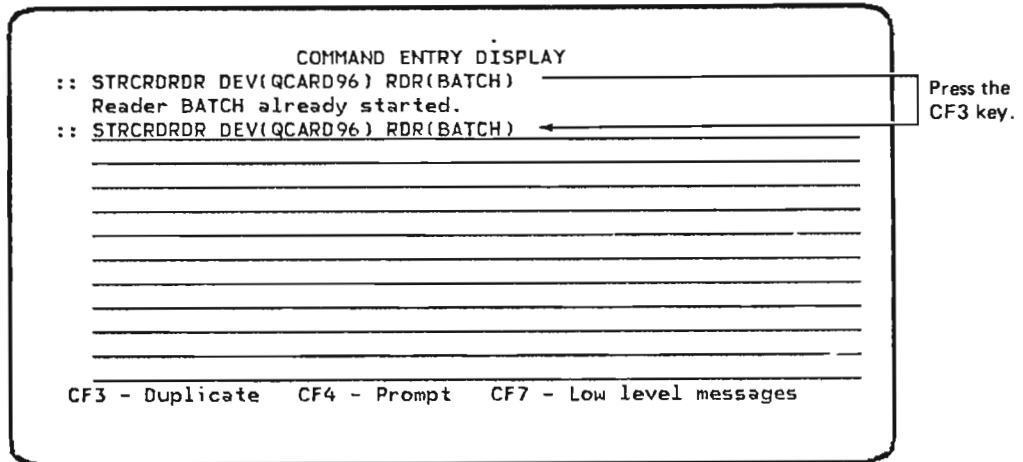 COMMAND ENTRY DISPLAY
:: STRCRDRDR DEV(QCARD96) RDR(BATCH)
Reader BATCH already started.
:: STRCRDRDR DEV(QCARD96) RDR(BATCH)
Press the
CF3 key.
CF3 - Duplicate CF4 - Prompt CF7 - Low level messages